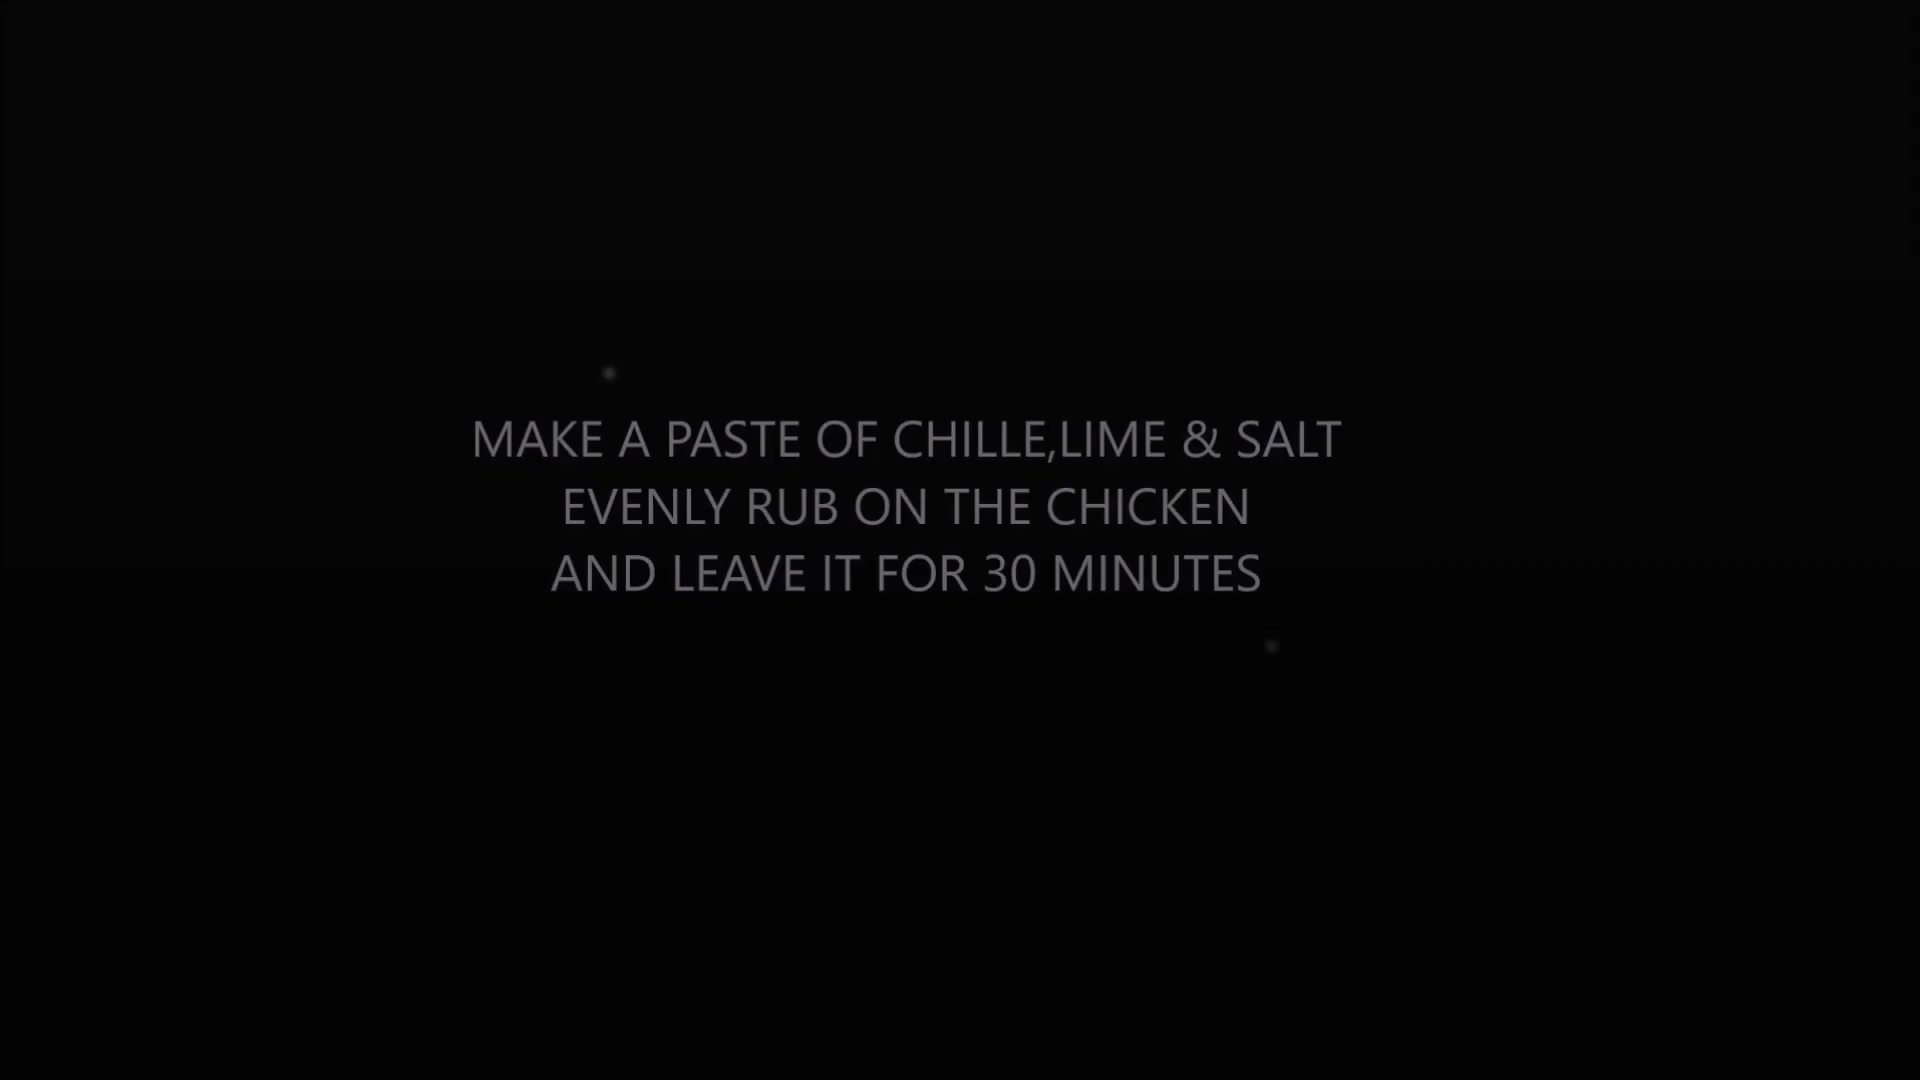 MAKE A PASTE OF CHILLE,LIME & SALT
EVENLY RUB ON THE CHICKEN
AND LEAVE IT FOR 30 MINUTES